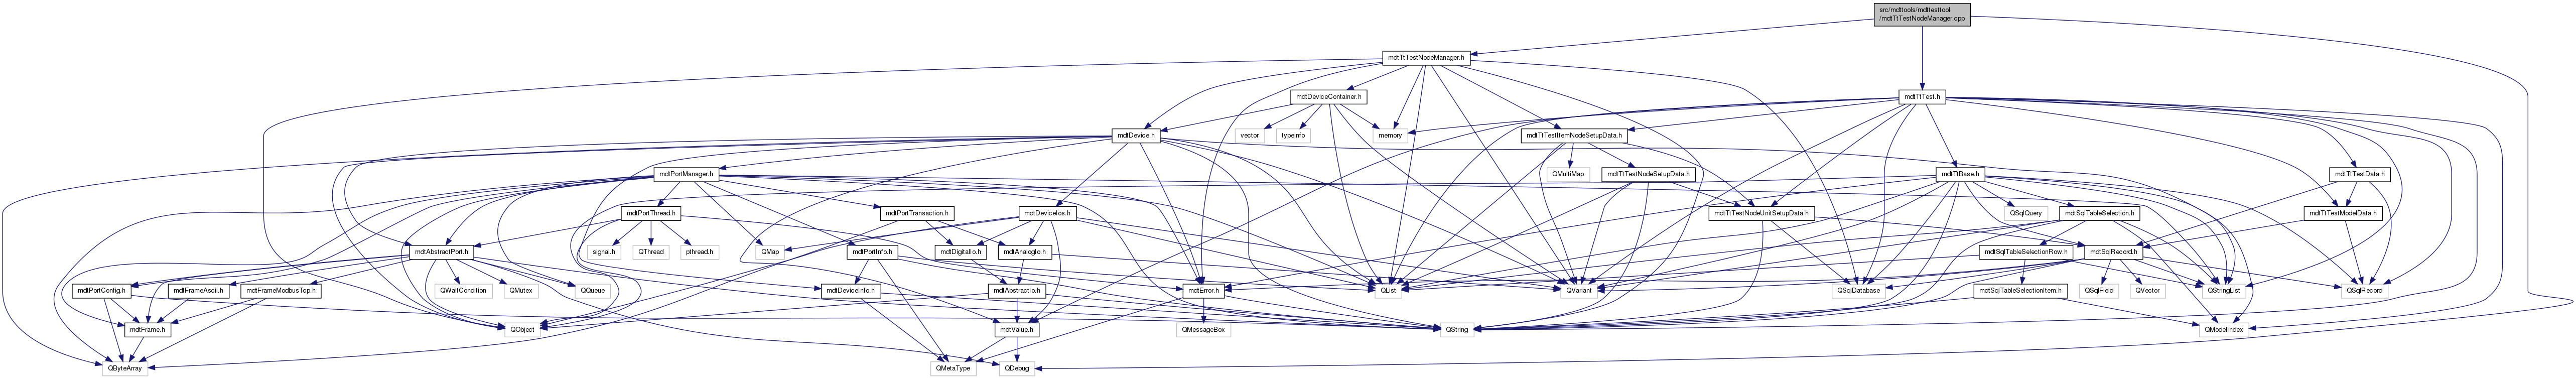 src/mdttools/mdttesttool
/mdtTtTestNodeManager.cpp
mdtTtTestNodeManager.h
mdtDeviceContainer.h
mdtTtTest.h
mdtDevice.h
vector
typeinfo
memory
mdtTtTestItemNodeSetupData.h
mdtPortManager.h
QMultiMap
mdtTtTestNodeSetupData.h
mdtTtBase.h
mdtTtTestData.h
mdtPortThread.h
mdtPortTransaction.h
mdtDeviceIos.h
mdtTtTestNodeUnitSetupData.h
QSqlQuery
mdtSqlTableSelection.h
mdtTtTestModelData.h
mdtAbstractPort.h
signal.h
QThread
pthread.h
QMap
mdtPortInfo.h
mdtDigitalIo.h
mdtAnalogIo.h
mdtSqlTableSelectionRow.h
mdtSqlRecord.h
mdtPortConfig.h
mdtFrameAscii.h
mdtFrameModbusTcp.h
QWaitCondition
QMutex
QQueue
mdtDeviceInfo.h
mdtAbstractIo.h
mdtError.h
QList
QVariant
QSqlDatabase
mdtSqlTableSelectionItem.h
QSqlField
QVector
QStringList
QSqlRecord
mdtFrame.h
QObject
mdtValue.h
QMessageBox
QString
QModelIndex
QByteArray
QMetaType
QDebug